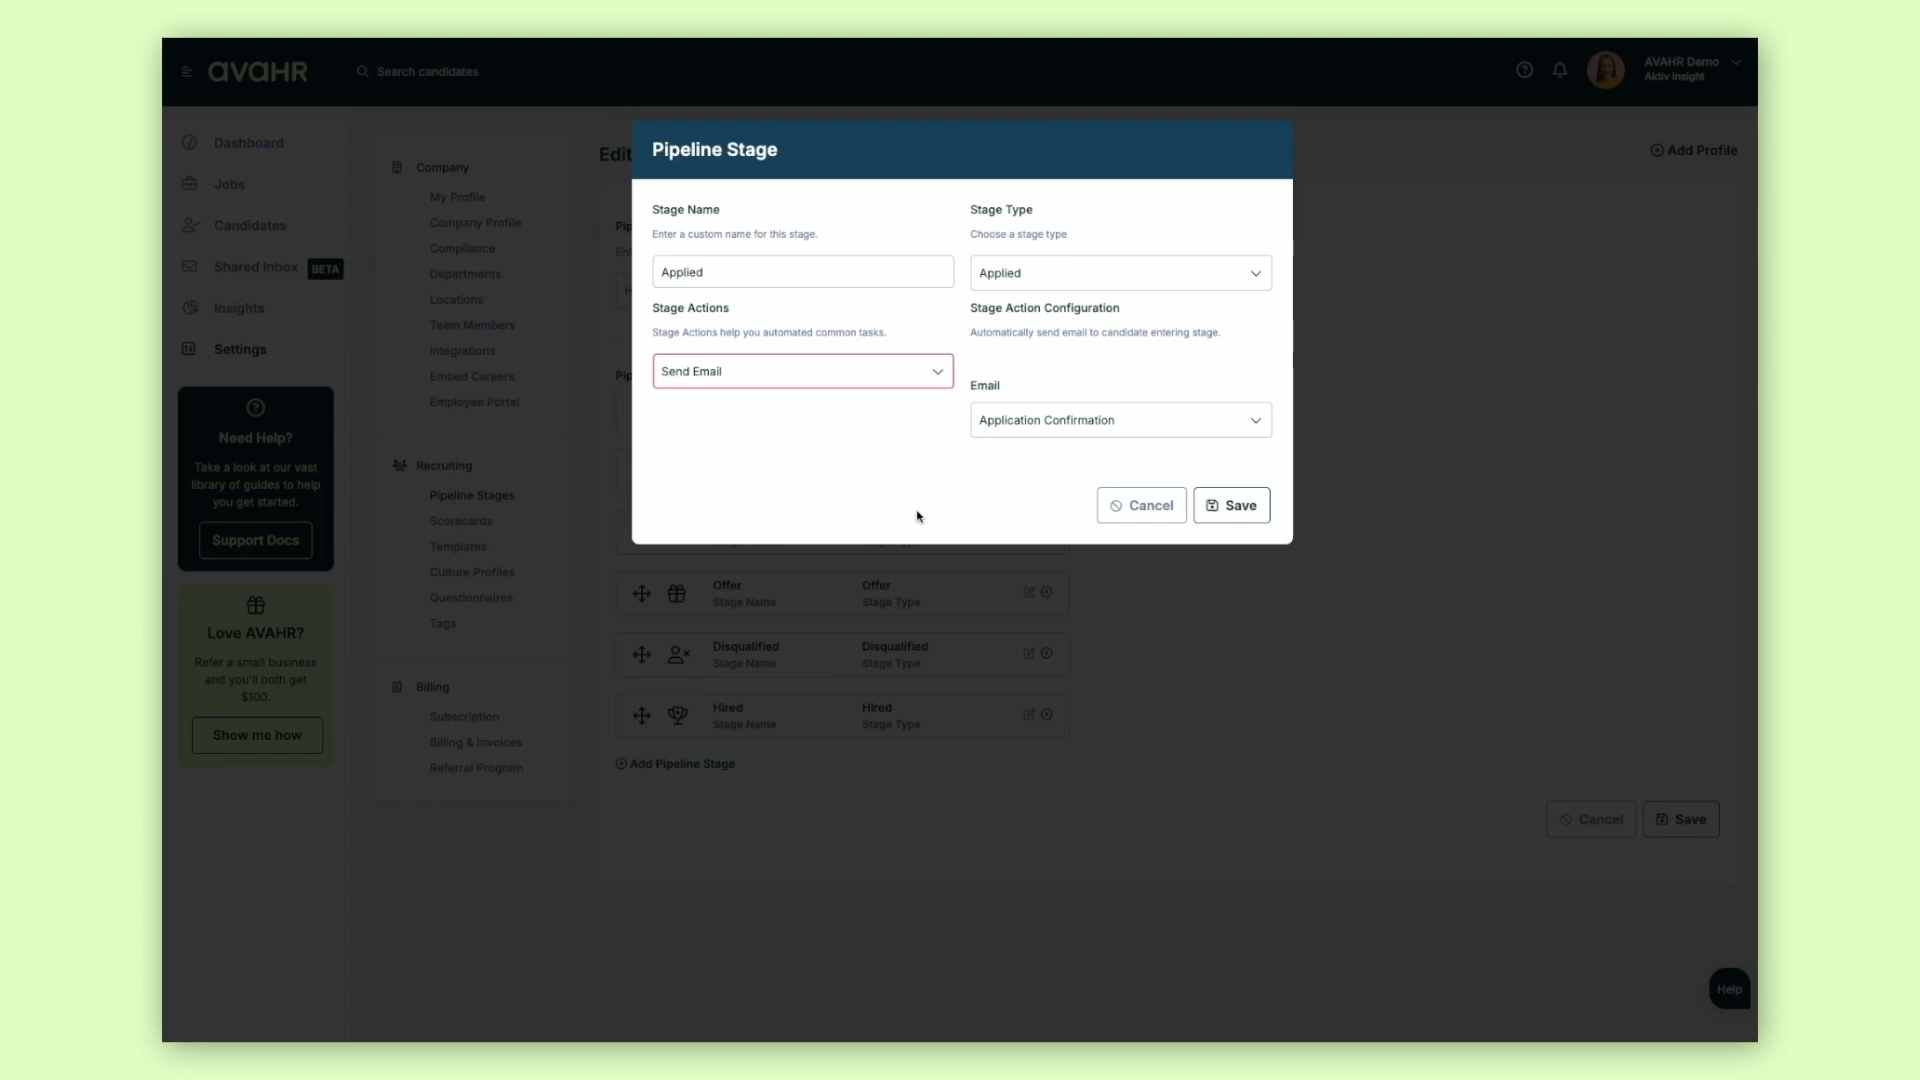 avaHR
Search candidates
AVAHR Demo
Aktiv Insight
Dashboard
Jobs
Candidates
Shared Inbox BETA
Insights
Settings
Need Help?
Take a look at our vast
library of guides to help
you get started.
Support Docs
Love AVAHR?
Refer a small business
and you'll both get
$100.
Show me how
Company
My Profile
Company Profile
Compliance
Departments
Locations
Team Members
Integrations
Embed Careers
Employee Portal
Recruiting
Pipeline Stages
Scorecards
Templates
Culture Profiles
Questionnaires
Tags
Billing
Subscription
Billing & Invoices
Referral Program
Edit
Add Profile
Pipeline Stage
Stage Name
Enter a custom name for this stage.
Applied
Stage Type
Choose a stage type
Applied
Stage Actions
Stage Actions help you automated common tasks.
Send Email
Stage Action Configuration
Automatically send email to candidate entering stage.
Email
Application Confirmation
Cancel
Save
Offer
Stage Name
Offer
Stage Type
Disqualified
Stage Name
Disqualified
Stage Type
Hired
Stage Name
Hired
Stage Type
Add Pipeline Stage
Cancel
Save
Help